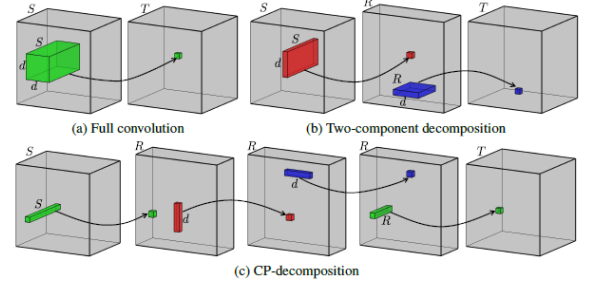 S T S R T
S d d
S d
R d
(a) Full convolution (b) Two-component decomposition
S R R R T
S d d R
(c) CP-decomposition